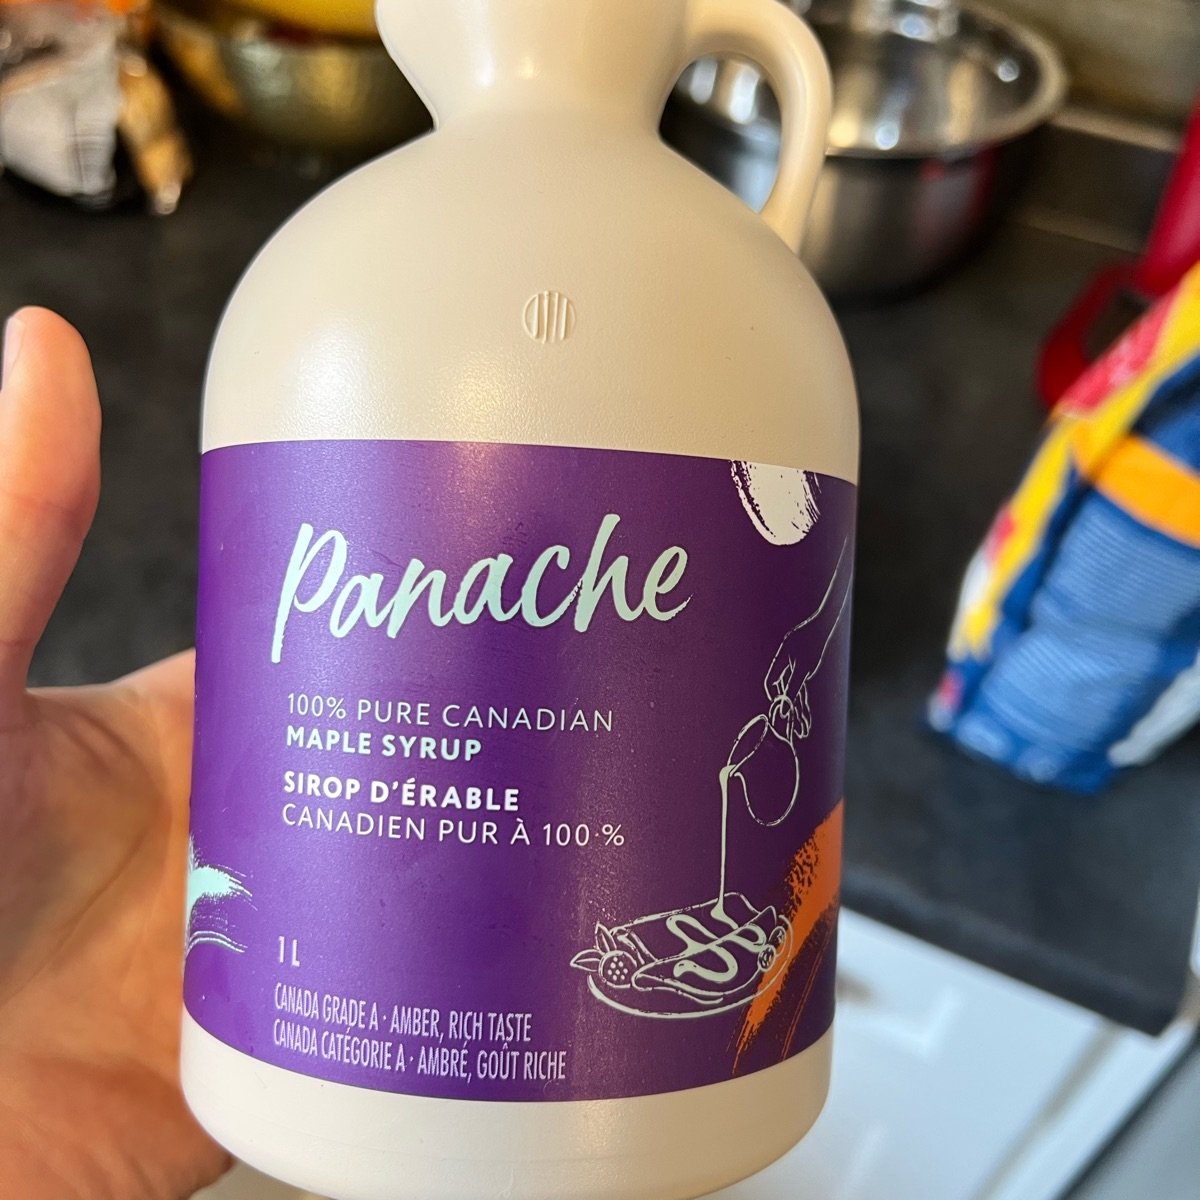 Panache
100% PURE CANADIAN
MAPLE SYRUP
SIROP D'ÉRABLE
CANADIEN PUR À 100 %
1 L
CANADA GRADE A · AMBER, RICH TASTE
CANADA CATÉGORIE A · AMBRÉ, GOÛT RICHE